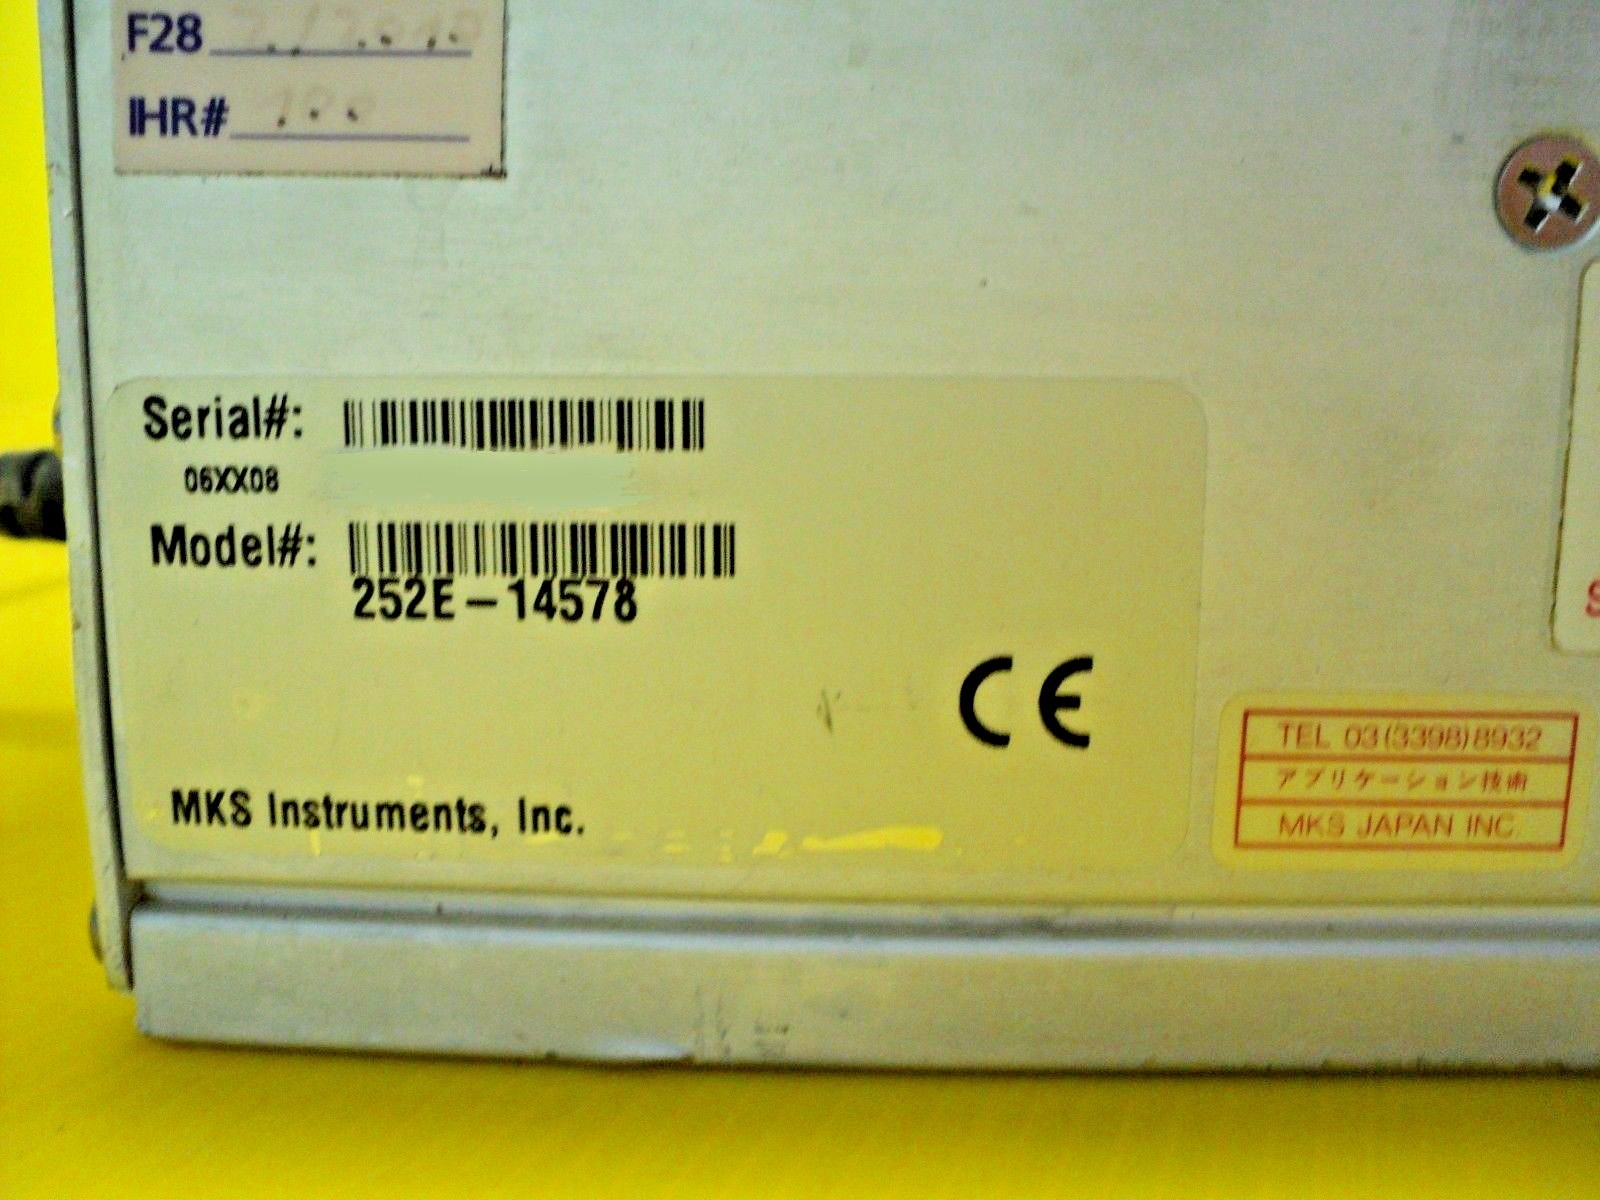 F28
IHR#
Serial#:
06XX08
Model#:
252E-14578
CE
MKS Instruments, Inc.
TEL 03(3398)8932
アプリケーション技術
MKS JAPAN INC.
S